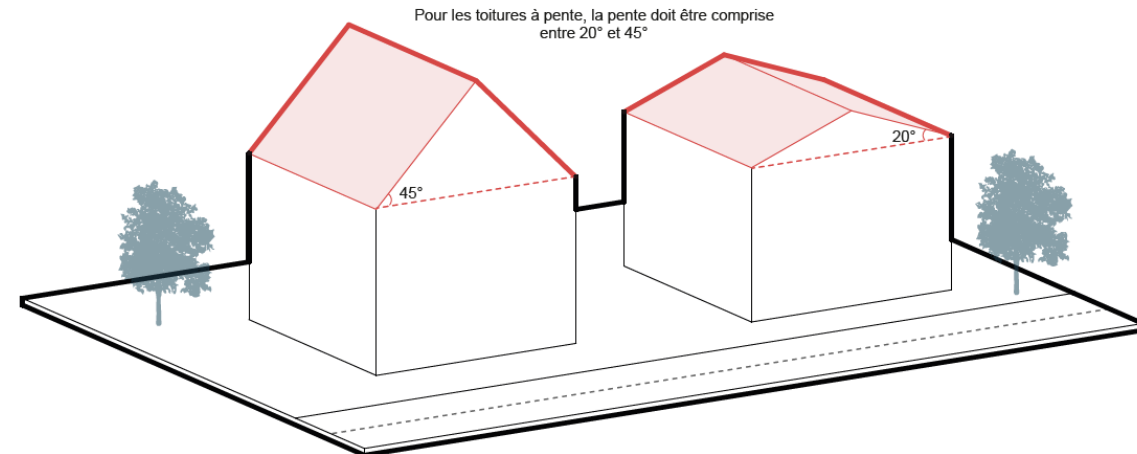 Pour les toitures à pente, la pente doit être comprise
entre 20° et 45°
45°
20°